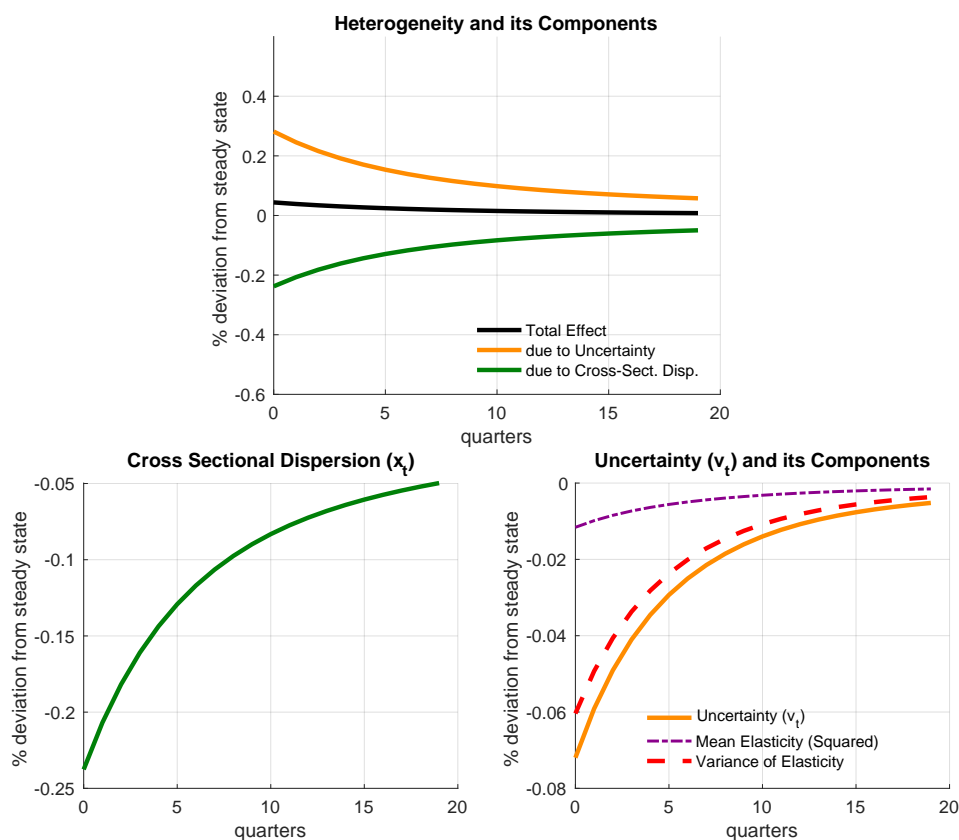 Heterogeneity and its Components
% deviation from steady state
0.4
0.2
0
-0.2
-0.4
-0.6
Total Effect
due to Uncertainty
due to Cross-Sect. Disp.
0 5 10 15 20
quarters
Cross Sectional Dispersion (x_t)
% deviation from steady state
-0.05
-0.1
-0.15
-0.2
-0.25
0 5 10 15 20
quarters
Uncertainty (v_t) and its Components
% deviation from steady state
0
-0.02
-0.04
-0.06
-0.08
Uncertainty (v_t)
Mean Elasticity (Squared)
Variance of Elasticity
0 5 10 15 20
quarters